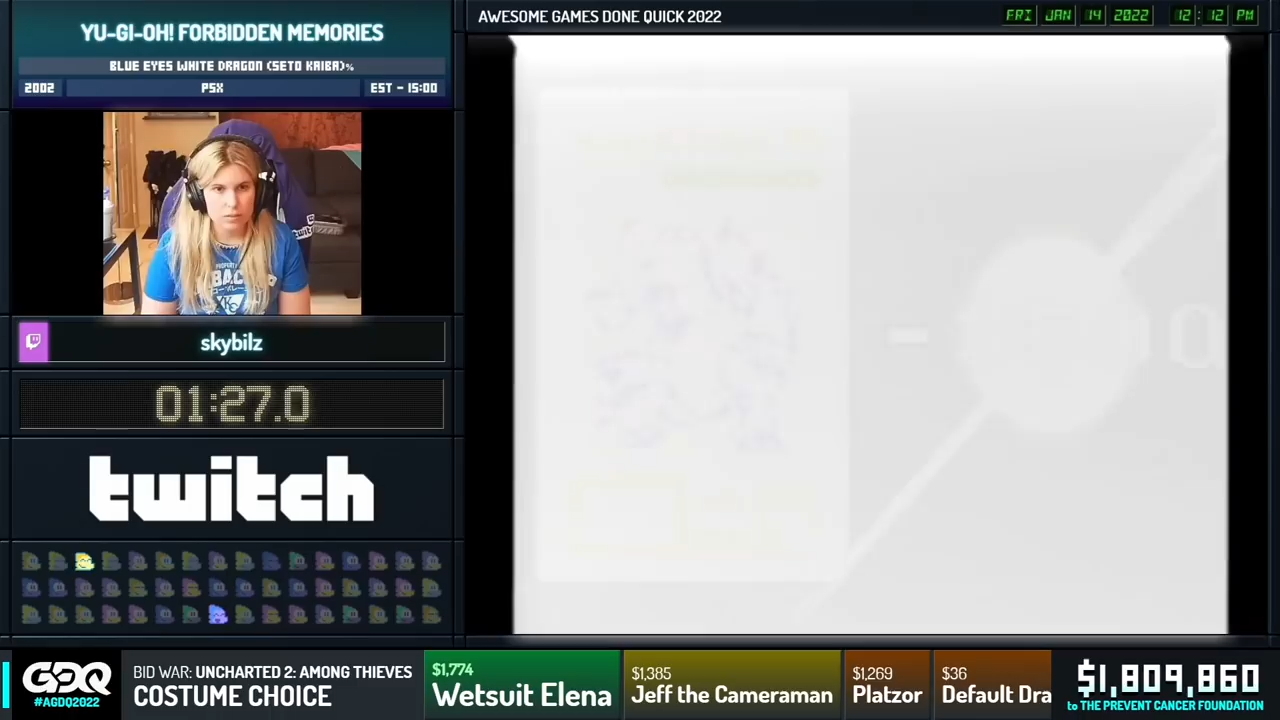 YU-GI-OH! FORBIDDEN MEMORIES
BLUE EYES WHITE DRAGON (SETO KAIBA)%
2002 PSX EST - 15:00
AWESOME GAMES DONE QUICK 2022
FRI JAN 14 2022 12:12 PM
skybilz
01:27.0
twitch
GDQ
#AGDQ2022
BID WAR: UNCHARTED 2: AMONG THIEVES
COSTUME CHOICE
$1,774
Wetsuit Elena
$1,385
Jeff the Cameraman
$1,269
Platzor
$36
Default Dra
$1,809,860
to THE PREVENT CANCER FOUNDATION